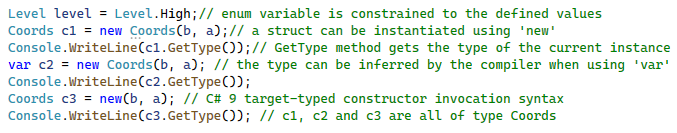 Level level = Level.High;// enum variable is constrained to the defined values
Coords c1 = new Coords(b, a);// a struct can be instantiated using 'new'
Console.WriteLine(c1.GetType());// GetType method gets the type of the current instance
var c2 = new Coords(b, a); // the type can be inferred by the compiler when using 'var'
Console.WriteLine(c2.GetType());
Coords c3 = new(b, a); // C# 9 target-typed constructor invocation syntax
Console.WriteLine(c3.GetType()); // c1, c2 and c3 are all of type Coords